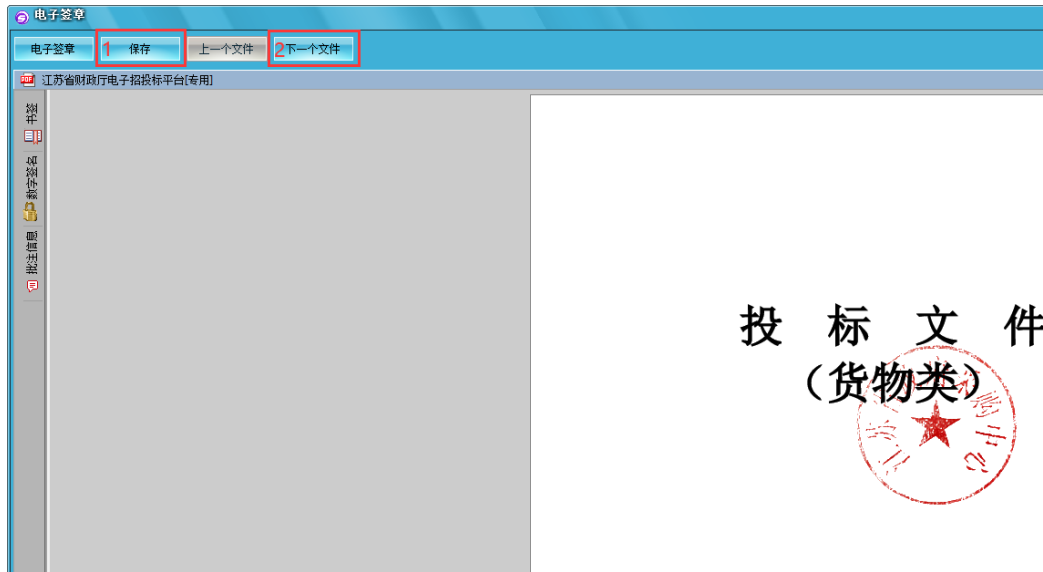 电子签章
电子签章 1 保存 上一个文件 2 下一个文件
江苏省财政厅电子招投标平台[专用]
书签
数字签名
批注信息
投 标 文 件
（货物类）